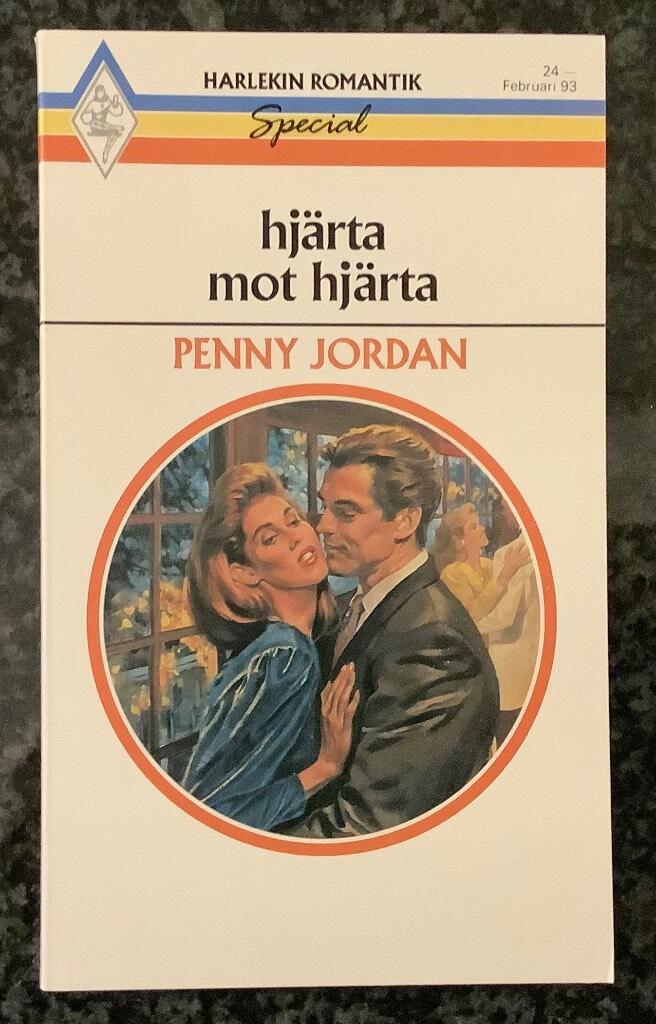 HARLEKIN ROMANTIK
24 —
Februari 93
Special
hjärta
mot hjärta
PENNY JORDAN